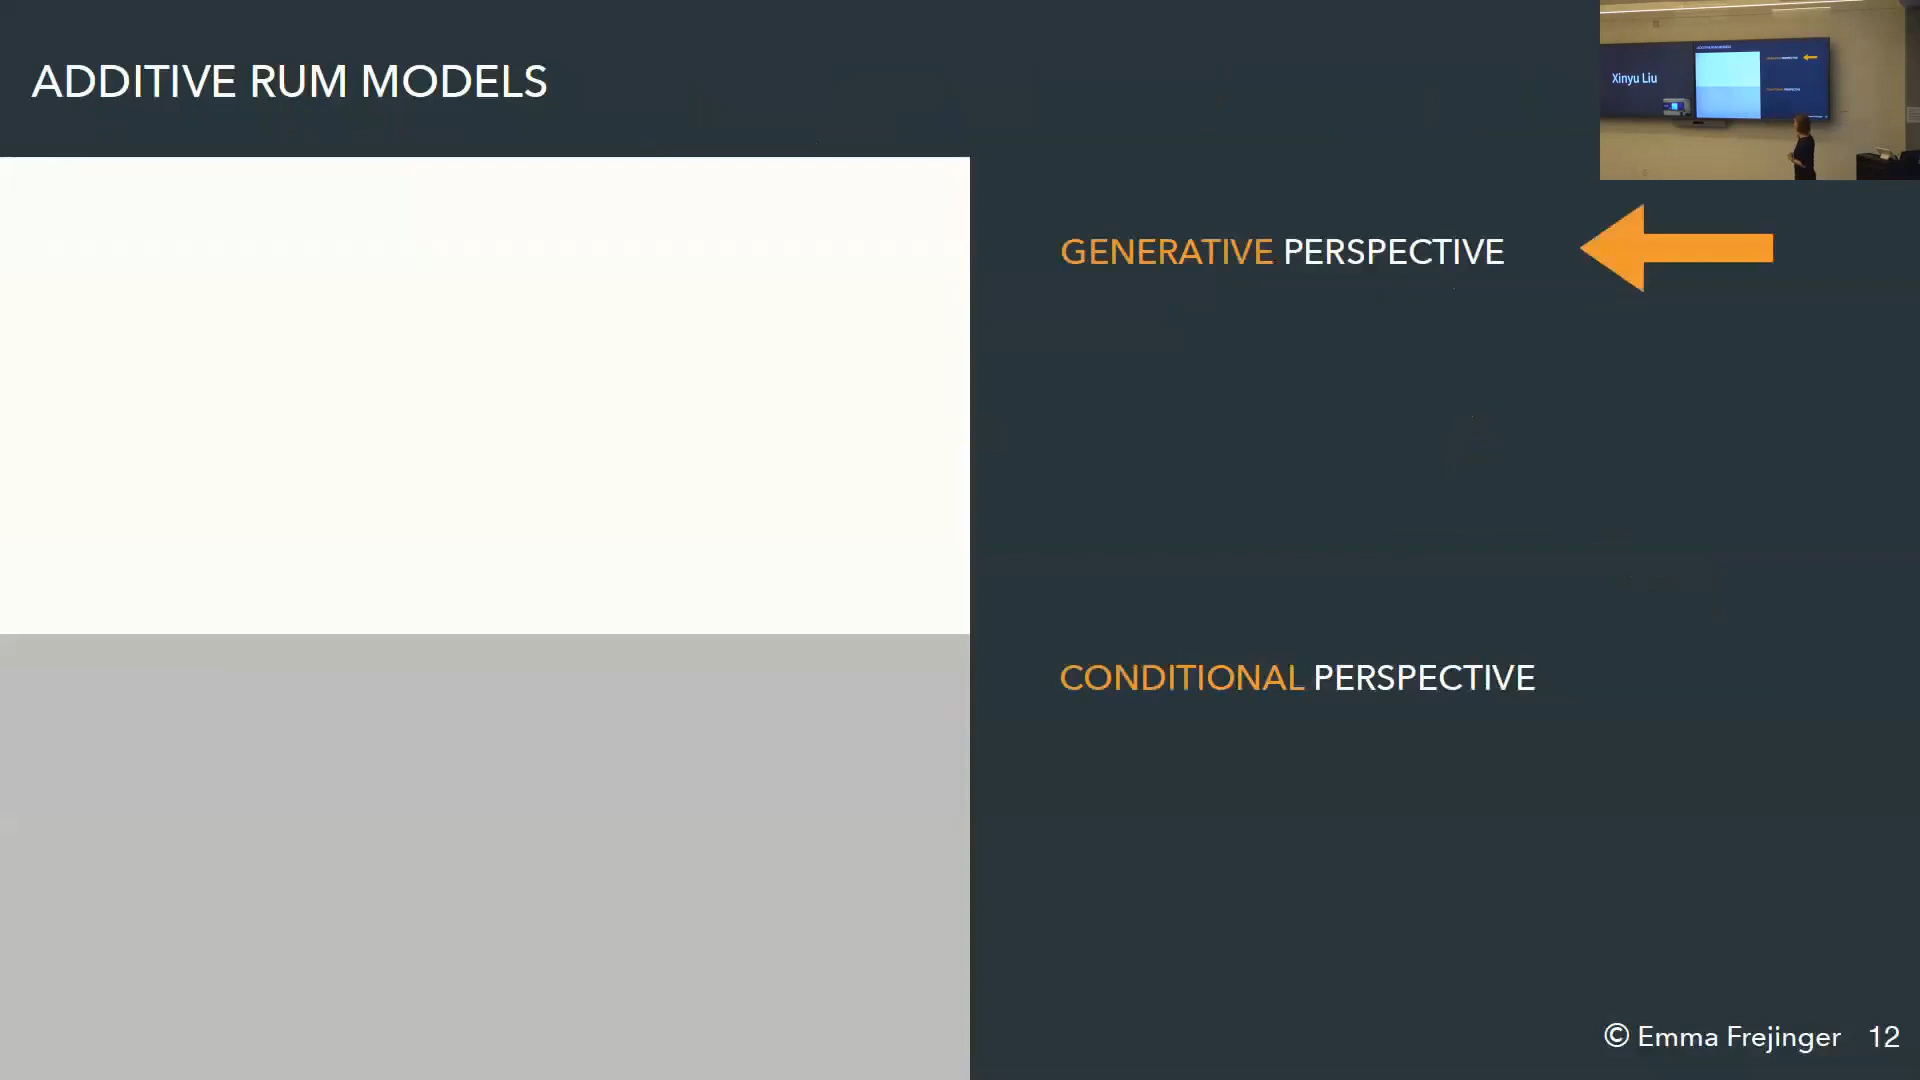 ADDITIVE RUM MODELS
Xinyu Liu
GENERATIVE PERSPECTIVE
CONDITIONAL PERSPECTIVE
© Emma Frejinger 12